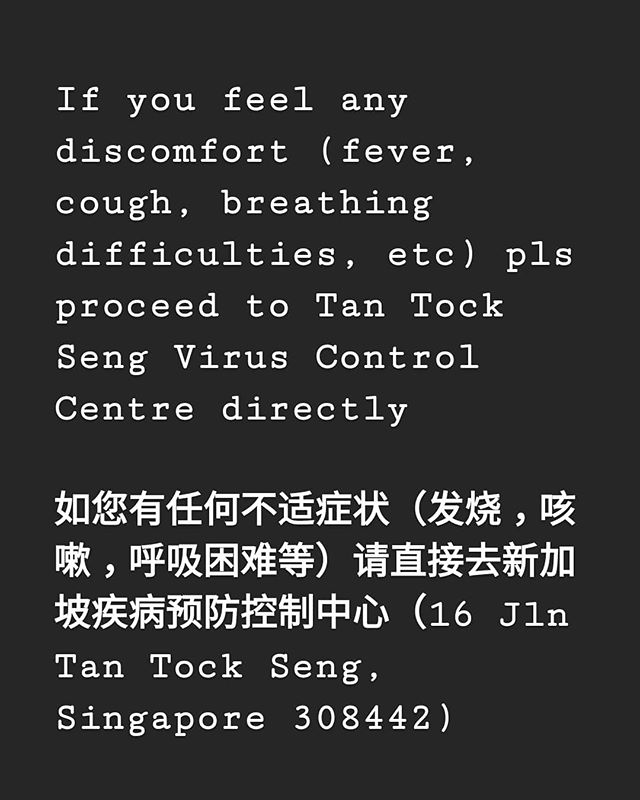 If you feel any
discomfort (fever,
cough, breathing
difficulties, etc) pls
proceed to Tan Tock
Seng Virus Control
Centre directly
如您有任何不适症状（发烧，咳
嗽，呼吸困难等）请直接去新加
坡疾病预防控制中心（16 Jln
Tan Tock Seng,
Singapore 308442)